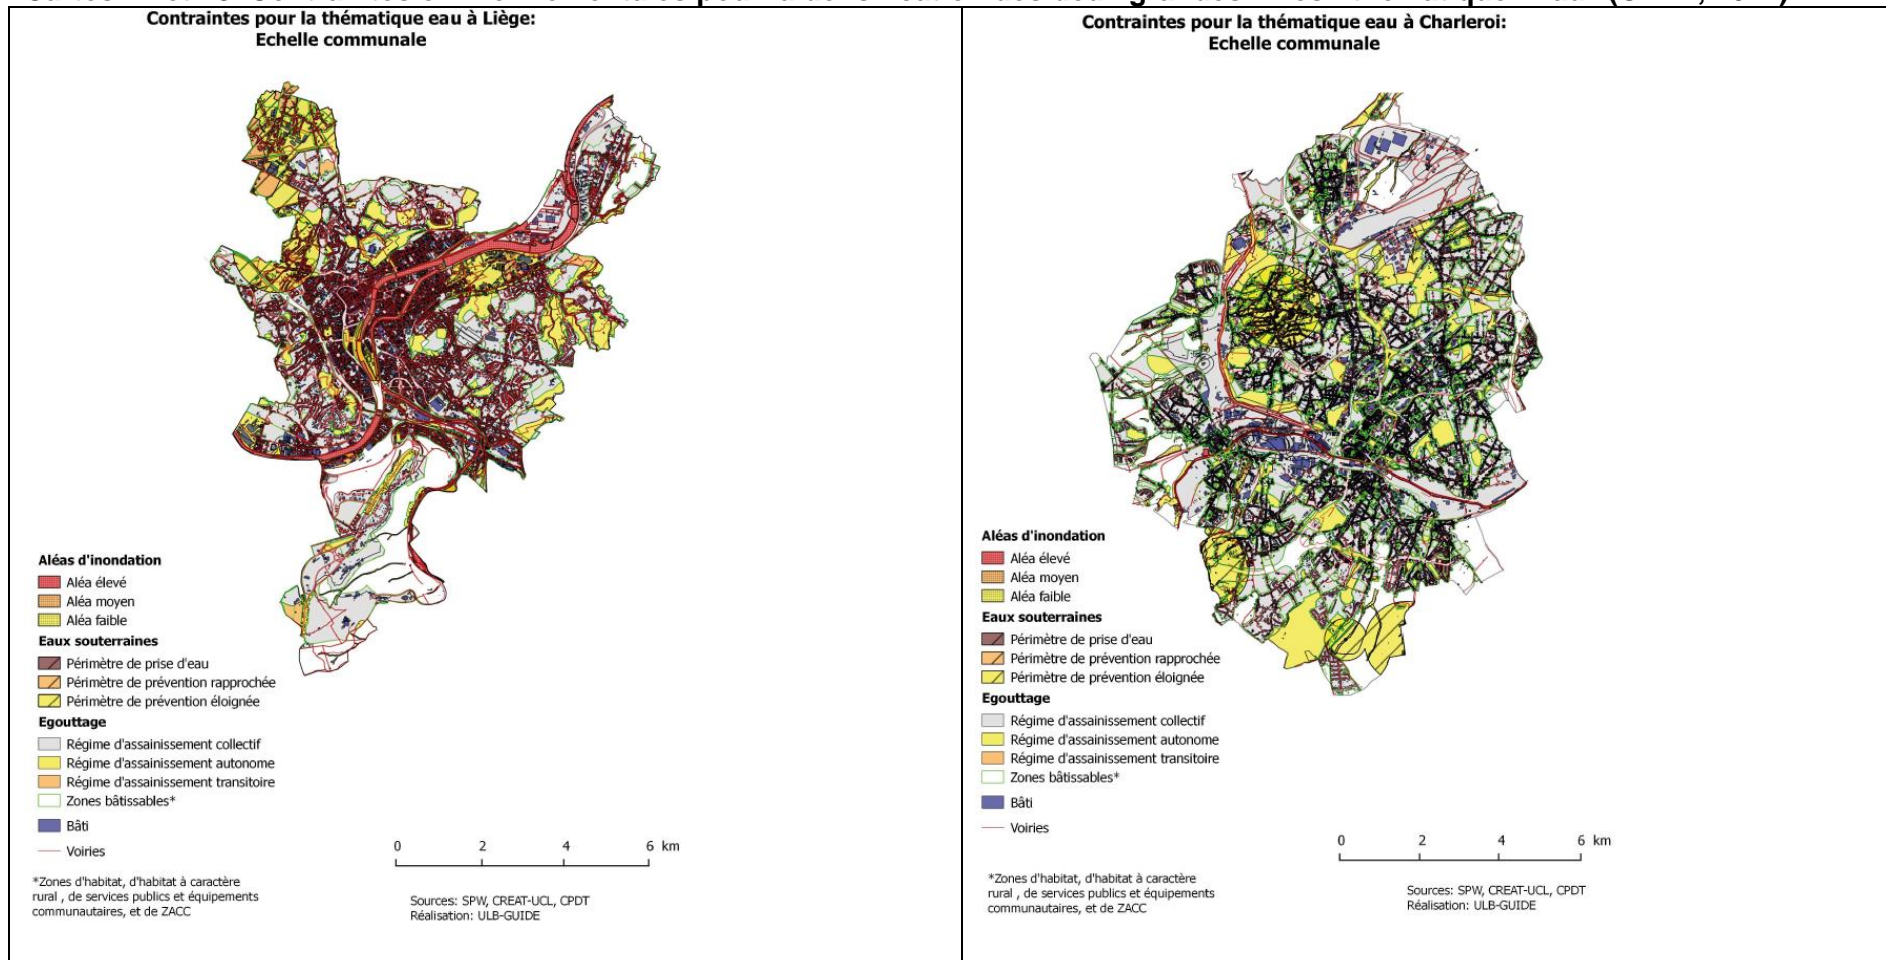 Contraintes pour la thématique eau à Liège:
Echelle communale
Aléas d'inondation
Aléa élevé
Aléa moyen
Aléa faible
Eaux souterraines
Périmètre de prise d'eau
Périmètre de prévention rapprochée
Périmètre de prévention éloignée
Egouttage
Régime d'assainissement collectif
Régime d'assainissement autonome
Régime d'assainissement transitoire
Zones bâtissables*
Bâti
Voiries
*Zones d'habitat, d'habitat à caractère
rural , de services publics et équipements
communautaires, et de ZACC
0 2 4 6 km
Sources: SPW, CREAT-UCL, CPDT
Réalisation: ULB-GUIDE
Contraintes pour la thématique eau à Charleroi:
Echelle communale
Aléas d'inondation
Aléa élevé
Aléa moyen
Aléa faible
Eaux souterraines
Périmètre de prise d'eau
Périmètre de prévention rapprochée
Périmètre de prévention éloignée
Egouttage
Régime d'assainissement collectif
Régime d'assainissement autonome
Régime d'assainissement transitoire
Zones bâtissables*
Bâti
Voiries
*Zones d'habitat, d'habitat à caractère
rural , de services publics et équipements
communautaires, et de ZACC
0 2 4 6 km
Sources: SPW, CREAT-UCL, CPDT
Réalisation: ULB-GUIDE